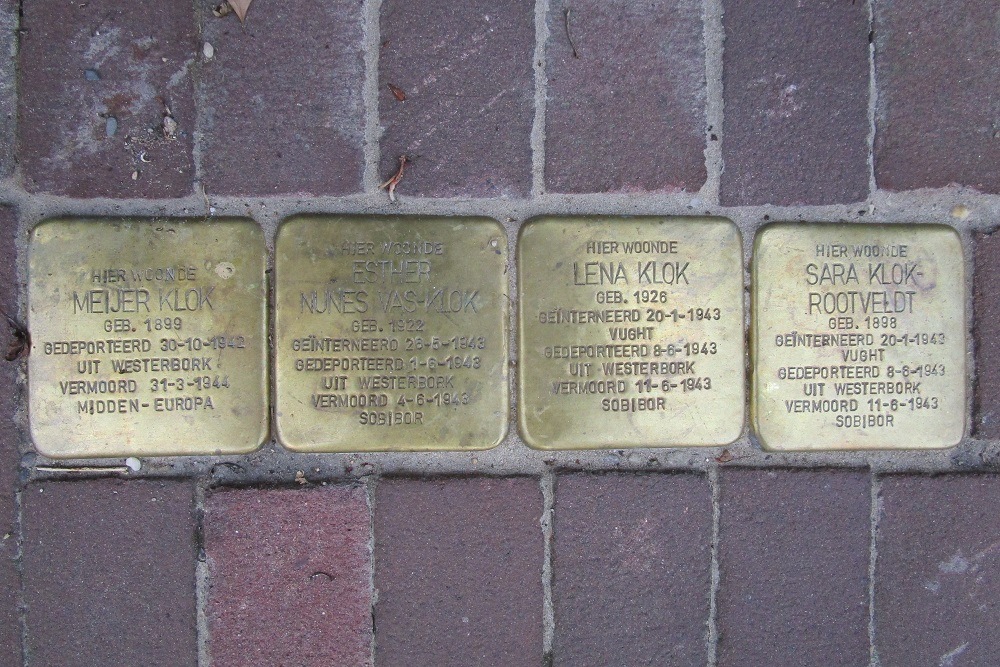 HIER WOONDE
MEIJER KLOK
GEB. 1899
GEDEPORTEERD 30-10-1942
UIT WESTERBORK
VERMOORD 31-3-1944
MIDDEN-EUROPA
HIER WOONDE
ESTHER
NUNES VAS-KLOK
GEB. 1922
GEÏNTERNEERD 26-5-1943
GEDEPORTEERD 1-6-1943
UIT WESTERBORK
VERMOORD 4-6-1943
SOBIBOR
HIER WOONDE
LENA KLOK
GEB. 1926
GEÏNTERNEERD 20-1-1943
VUGHT
GEDEPORTEERD 8-6-1943
UIT WESTERBORK
VERMOORD 11-6-1943
SOBIBOR
HIER WOONDE
SARA KLOK-
ROOTVELDT
GEB. 1898
GEÏNTERNEERD 20-1-1943
VUGHT
GEDEPORTEERD 8-6-1943
UIT WESTERBORK
VERMOORD 11-6-1943
SOBIBOR